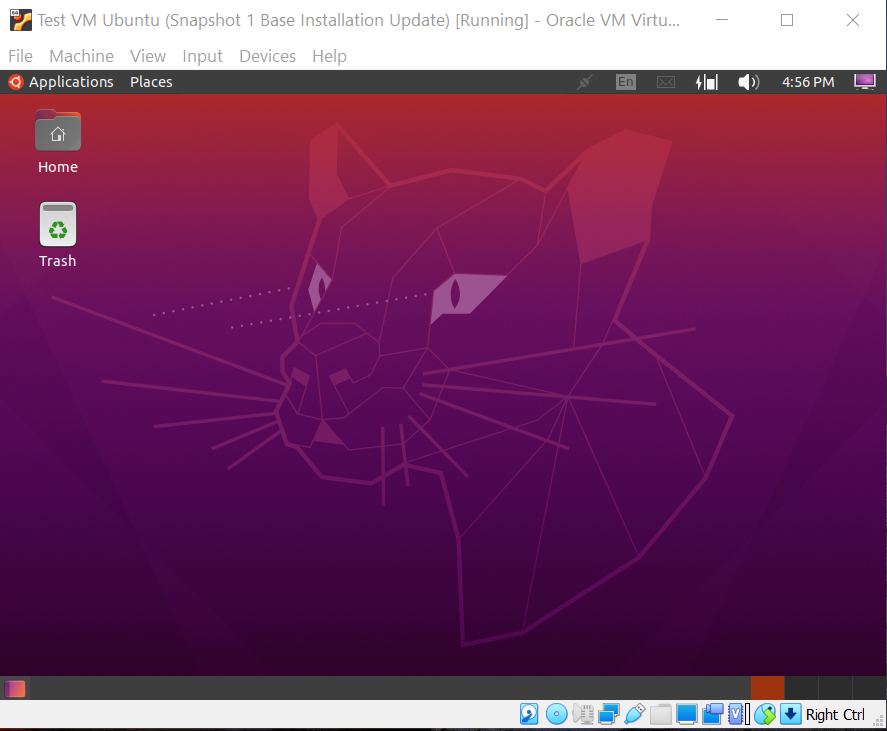 Test VM Ubuntu (Snapshot 1 Base Installation Update) [Running] - Oracle VM Virtu...
File Machine View Input Devices Help
Applications Places En 4:56 PM
Home
Trash
Right Ctrl